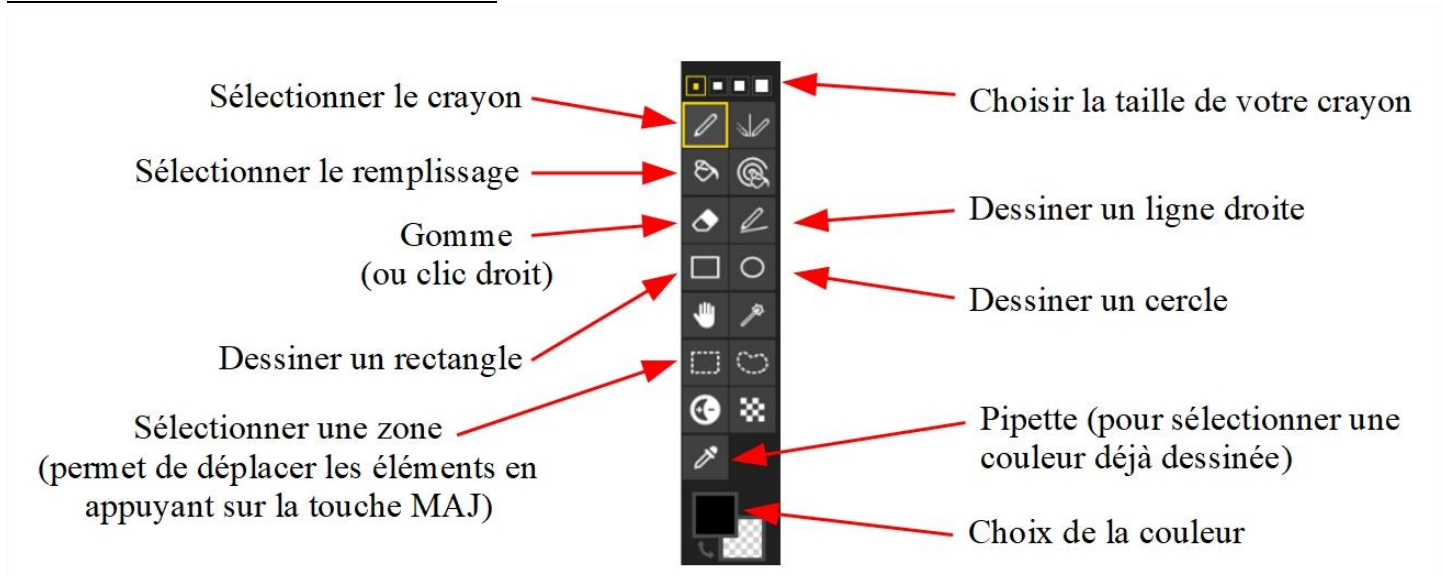 Sélectionner le crayon
Choisir la taille de votre crayon
Sélectionner le remplissage
Dessiner un ligne droite
Gomme
(ou clic droit)
Dessiner un cercle
Dessiner un rectangle
Sélectionner une zone
(permet de déplacer les éléments en
appuyant sur la touche MAJ)
Pipette (pour sélectionner une
couleur déjà dessinée)
Choix de la couleur